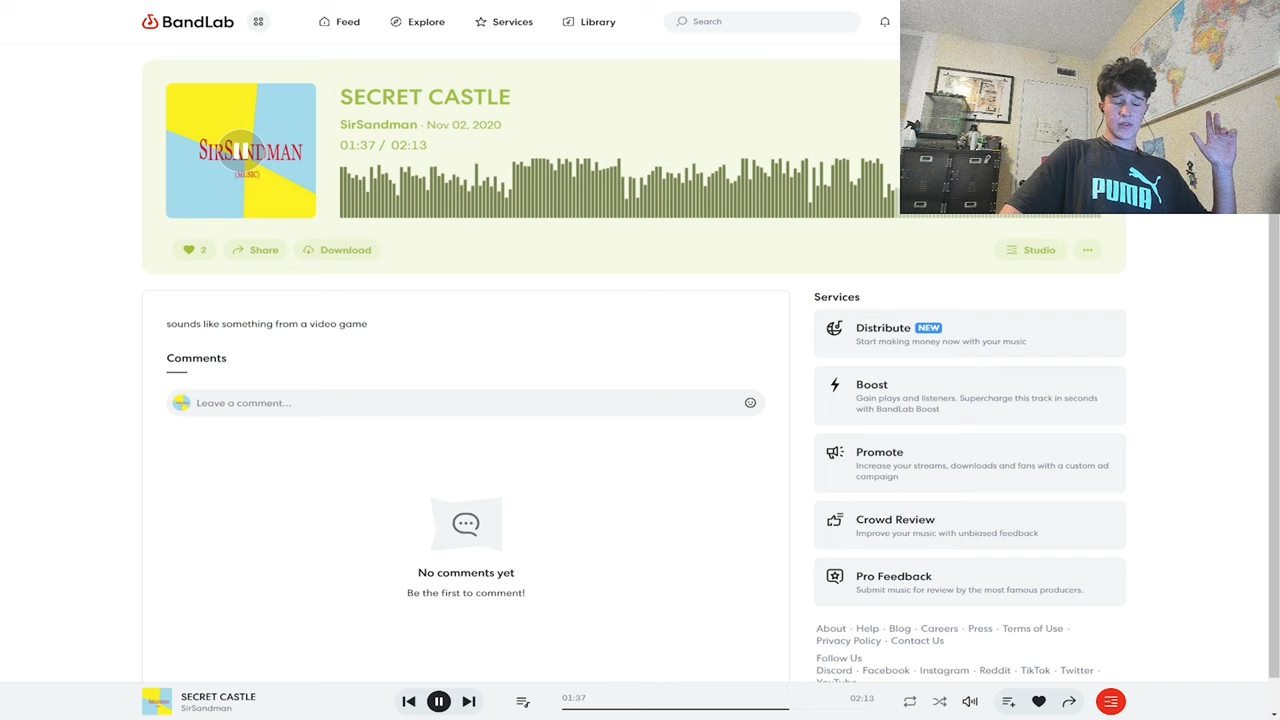 BandLab
Feed
Explore
Services
Library
Search
SECRET CASTLE
SirSandman · Nov 02, 2020
01:37 / 02:13
SIRSANDMAN
(MUSIC)
2
Share
Download
Studio
PUMA
sounds like something from a video game
Comments
Leave a comment...
No comments yet
Be the first to comment!
Services
Distribute NEW
Start making money now with your music
Boost
Gain plays and listeners. Supercharge this track in seconds
with BandLab Boost
Promote
Increase your streams, downloads and fans with a custom ad
campaign
Crowd Review
Improve your music with unbiased feedback
Pro Feedback
Submit music for review by the most famous producers.
About · Help · Blog · Careers · Press · Terms of Use ·
Privacy Policy · Contact Us
Follow Us
Discord · Facebook · Instagram · Reddit · TikTok · Twitter ·
YouTube
SECRET CASTLE
SirSandman
01:37
02:13